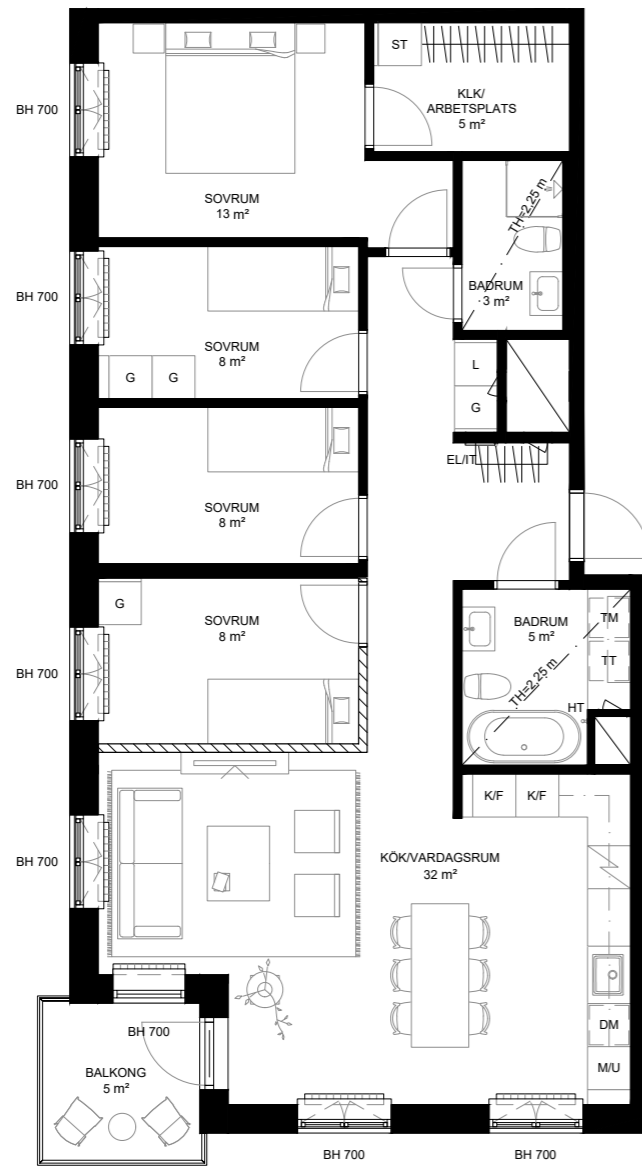 ST
BH 700
KLK/
ARBETSPLATS
5 m²
SOVRUM
13 m²
TH=2,25 m
BADRUM
3 m²
BH 700
SOVRUM
8 m²
G G
L
G
EL/IT
BH 700
SOVRUM
8 m²
G
SOVRUM
8 m²
BADRUM
5 m²
TM
TT
TH=2,25 m
HT
BH 700
K/F K/F
BH 700
KÖK/VARDAGSRUM
32 m²
DM
M/U
BH 700
BALKONG
5 m²
BH 700
BH 700